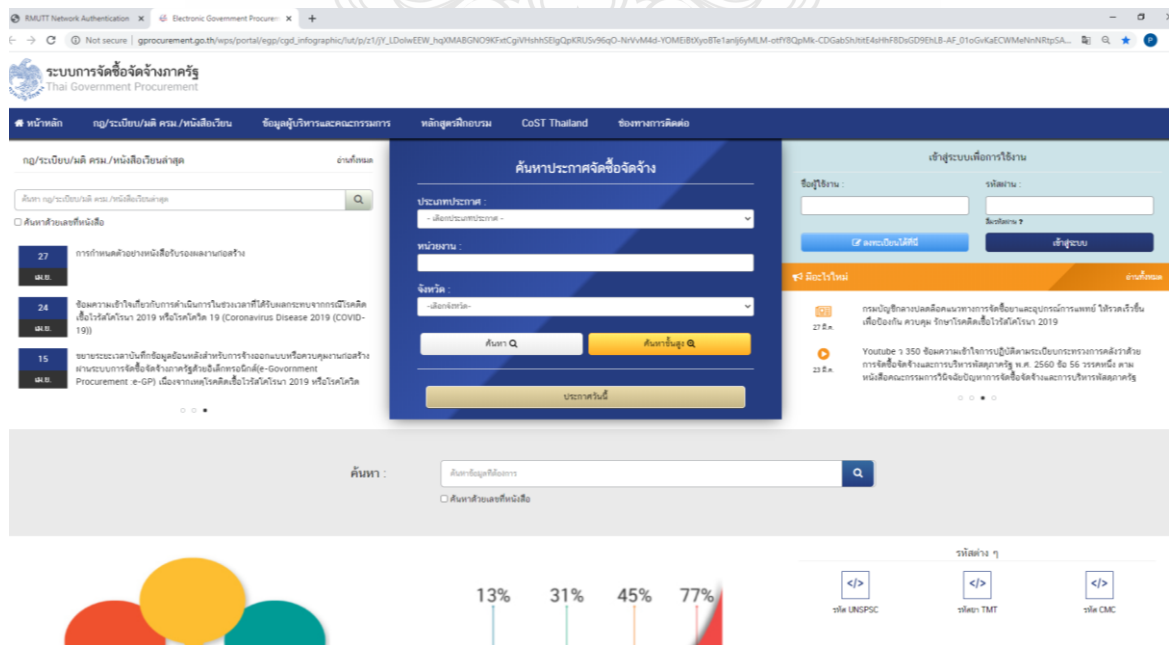 RMUTT Network Authentication
Electronic Government Procurem
Not secure
ระบบการจัดซื้อจัดจ้างภาครัฐ
Thai Government Procurement
หน้าหลัก
กฎ/ระเบียบ/มติ ครม./หนังสือเวียน
ข้อมูลผู้บริหารและคณะกรรมการ
หลักสูตรฝึกอบรม
CoST Thailand
ช่องทางการติดต่อ
กฎ/ระเบียบ/มติ ครม./หนังสือเวียนล่าสุด
อ่านทั้งหมด
ค้นหา กฎ/ระเบียบ/มติ ครม./หนังสือเวียนล่าสุด
ค้นหาด้วยเลขที่หนังสือ
27
เม.ย.
การกำหนดตัวอย่างหนังสือรับรองผลงานก่อสร้าง
24
เม.ย.
ซ้อมความเข้าใจเกี่ยวกับการดำเนินการในช่วงเวลาที่ได้รับผลกระทบจากกรณีโรคติด
เชื้อไวรัสโคโรนา 2019 หรือโรคโควิด 19 (Coronavirus Disease 2019 (COVID-
19))
15
เม.ย.
ขยายระยะเวลาบันทึกข้อมูลย้อนหลังสำหรับการจ้างออกแบบหรือควบคุมงานก่อสร้าง
ผ่านระบบการจัดซื้อจัดจ้างภาครัฐด้วยอิเล็กทรอนิกส์(e-Government
Procurement :e-GP) เนื่องจากเหตุโรคติดเชื้อไวรัสโคโรนา 2019 หรือโรคโควิด
ค้นหาประกาศจัดซื้อจัดจ้าง
ประเภทประกาศ :
- เลือกประเภทประกาศ -
หน่วยงาน :
จังหวัด :
-เลือกจังหวัด-
ค้นหา
ค้นหาขั้นสูง
ประกาศวันนี้
เข้าสู่ระบบเพื่อการใช้งาน
ชื่อผู้ใช้งาน :
รหัสผ่าน :
ลืมรหัสผ่าน ?
ลงทะเบียนได้ที่นี่
เข้าสู่ระบบ
มีอะไรใหม่
อ่านทั้งหมด
27 มี.ค.
กรมบัญชีกลางปลดล็อคแนวทางการจัดซื้อยาและอุปกรณ์การแพทย์ ให้รวดเร็วขึ้น
เพื่อป้องกัน ควบคุม รักษาโรคติดเชื้อไวรัสโคโรนา 2019
23 มี.ค.
Youtube ว 350 ซ้อมความเข้าใจการปฏิบัติตามระเบียบกระทรวงการคลังว่าด้วย
การจัดซื้อจัดจ้างและการบริหารพัสดุภาครัฐ พ.ศ. 2560 ข้อ 56 วรรคหนึ่ง ตาม
หนังสือคณะกรรมการวินิจฉัยปัญหาการจัดซื้อจัดจ้างและการบริหารพัสดุภาครัฐ
ค้นหา :
ค้นหาข้อมูลที่ต้องการ
ค้นหาด้วยเลขที่หนังสือ
13% 31% 45% 77%
รหัสต่าง ๆ
รหัส UNSPSC
รหัสยา TMT
รหัส CMC